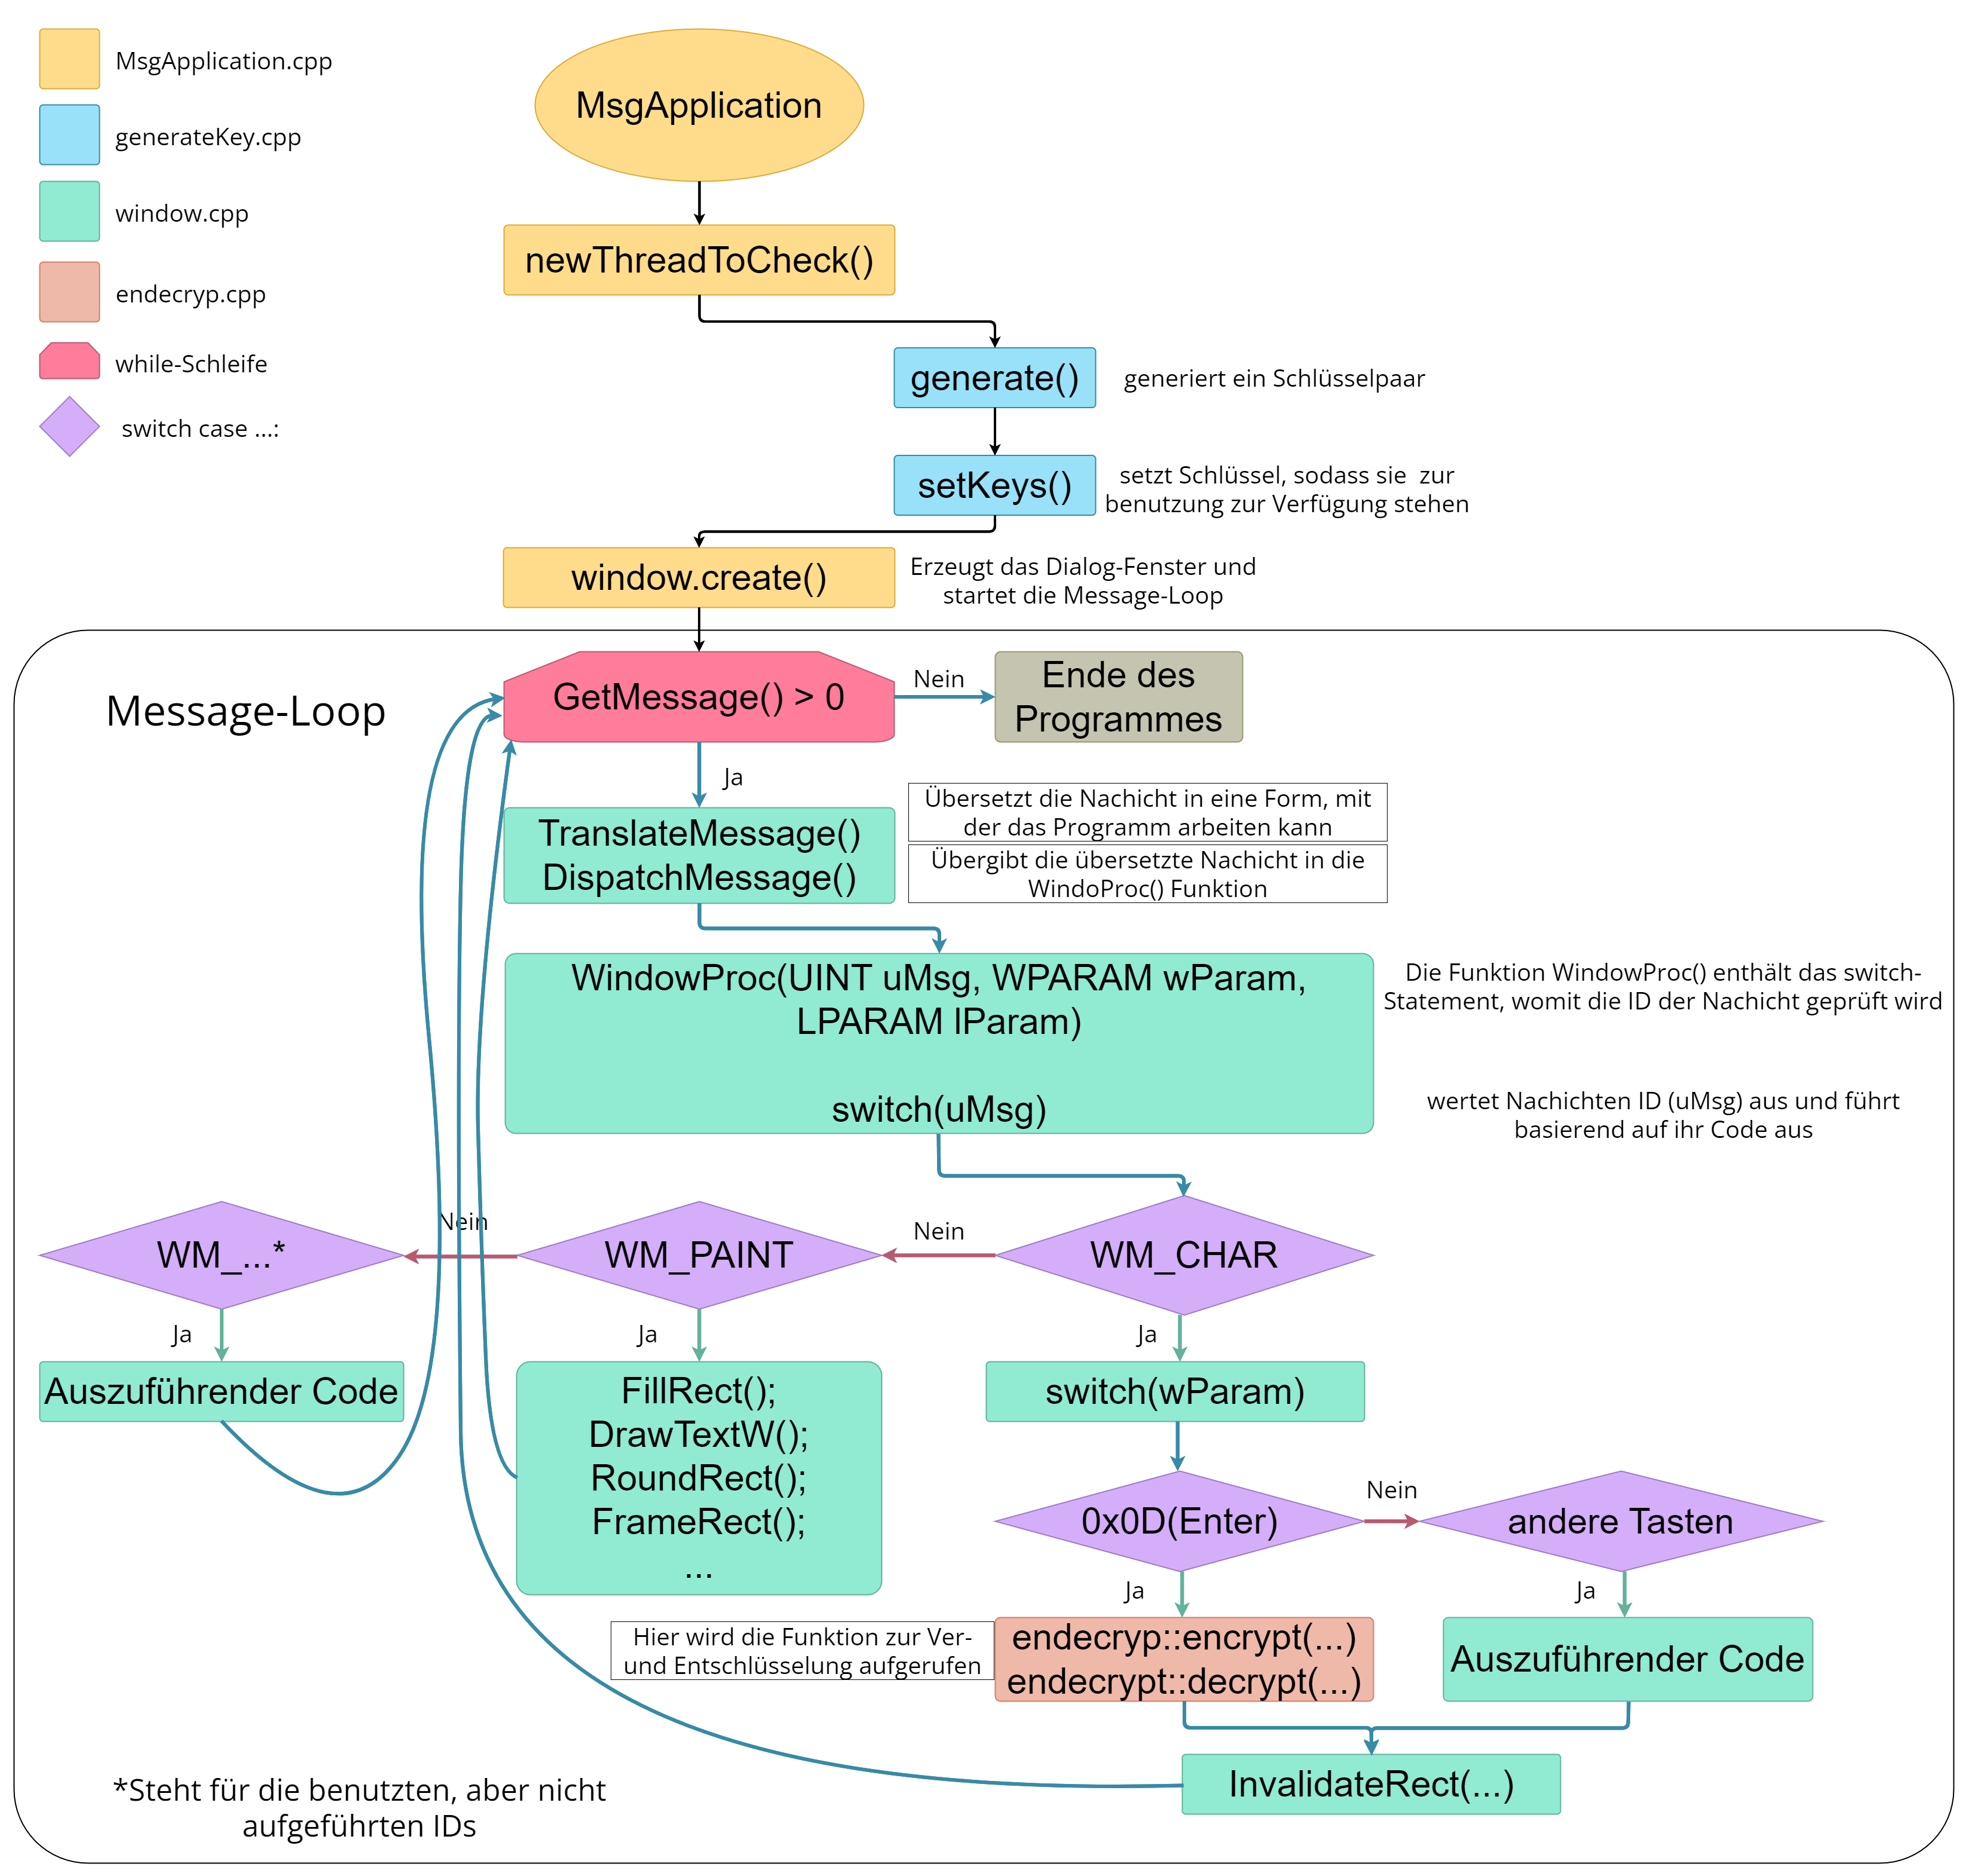 MsgApplication.cpp
generateKey.cpp
window.cpp
endecryp.cpp
while-Schleife
switch case ...:
MsgApplication
newThreadToCheck()
generate()
generiert ein Schlüsselpaar
setKeys()
setzt Schlüssel, sodass sie  zur
benutzung zur Verfügung stehen
window.create()
Erzeugt das Dialog-Fenster und
startet die Message-Loop
Message-Loop
GetMessage() > 0
Nein
Ende des
Programmes
Ja
TranslateMessage()
DispatchMessage()
Übersetzt die Nachicht in eine Form, mit
der das Programm arbeiten kann
Übergibt die übersetzte Nachicht in die
WindoProc() Funktion
WindowProc(UINT uMsg, WPARAM wParam,
LPARAM lParam)
switch(uMsg)
Die Funktion WindowProc() enthält das switch-
Statement, womit die ID der Nachicht geprüft wird
wertet Nachichten ID (uMsg) aus und führt
basierend auf ihr Code aus
WM_...*
Nein
WM_PAINT
Nein
WM_CHAR
Ja
Ja
Ja
Auszuführender Code
FillRect();
DrawTextW();
RoundRect();
FrameRect();
...
switch(wParam)
0x0D(Enter)
Nein
andere Tasten
Ja
Ja
Hier wird die Funktion zur Ver-
und Entschlüsselung aufgerufen
endecryp::encrypt(...)
endecrypt::decrypt(...)
Auszuführender Code
InvalidateRect(...)
*Steht für die benutzten, aber nicht
aufgeführten IDs